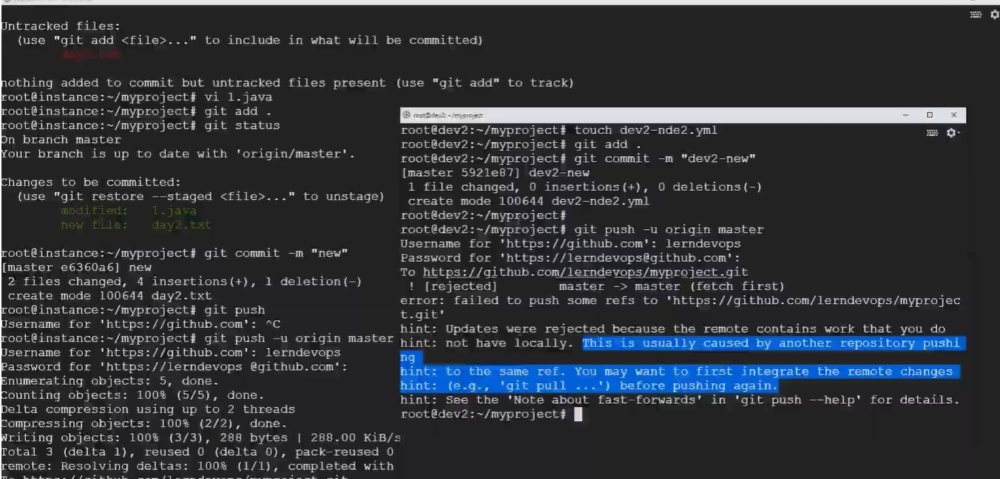 Untracked files:
  (use "git add <file>..." to include in what will be committed)
        day2.txt
nothing added to commit but untracked files present (use "git add" to track)
root@instance:~/myproject# vi 1.java
root@instance:~/myproject# git add .
root@instance:~/myproject# git status
On branch master
Your branch is up to date with 'origin/master'.
Changes to be committed:
  (use "git restore --staged <file>..." to unstage)
        modified:   1.java
        new file:   day2.txt
root@instance:~/myproject# git commit -m "new"
[master e6360a6] new
 2 files changed, 4 insertions(+), 1 deletion(-)
 create mode 100644 day2.txt
root@instance:~/myproject# git push
Username for 'https://github.com': ^C
root@instance:~/myproject# git push -u origin master
Username for 'https://github.com': lerndevops
Password for 'https://lerndevops @github.com':
Enumerating objects: 5, done.
Counting objects: 100% (5/5), done.
Delta compression using up to 2 threads
Compressing objects: 100% (2/2), done.
Writing objects: 100% (3/3), 288 bytes | 288.00 KiB/s
Total 3 (delta 1), reused 0 (delta 0), pack-reused 0
remote: Resolving deltas: 100% (1/1), completed with
To https://github.com/lerndevops/myproject.git
root@dev2: ~/myproject
root@dev2:~/myproject# touch dev2-nde2.yml
root@dev2:~/myproject# git add .
root@dev2:~/myproject# git commit -m "dev2-new"
[master 5921e87] dev2-new
 1 file changed, 0 insertions(+), 0 deletions(-)
 create mode 100644 dev2-nde2.yml
root@dev2:~/myproject#
root@dev2:~/myproject# git push -u origin master
Username for 'https://github.com': lerndevops
Password for 'https://lerndevops@github.com':
To https://github.com/lerndevops/myproject.git
 ! [rejected]        master -> master (fetch first)
error: failed to push some refs to 'https://github.com/lerndevops/myprojec
t.git'
hint: Updates were rejected because the remote contains work that you do
hint: not have locally. This is usually caused by another repository pushi
ng
hint: to the same ref. You may want to first integrate the remote changes
hint: (e.g., 'git pull ...') before pushing again.
hint: See the 'Note about fast-forwards' in 'git push --help' for details.
root@dev2:~/myproject#